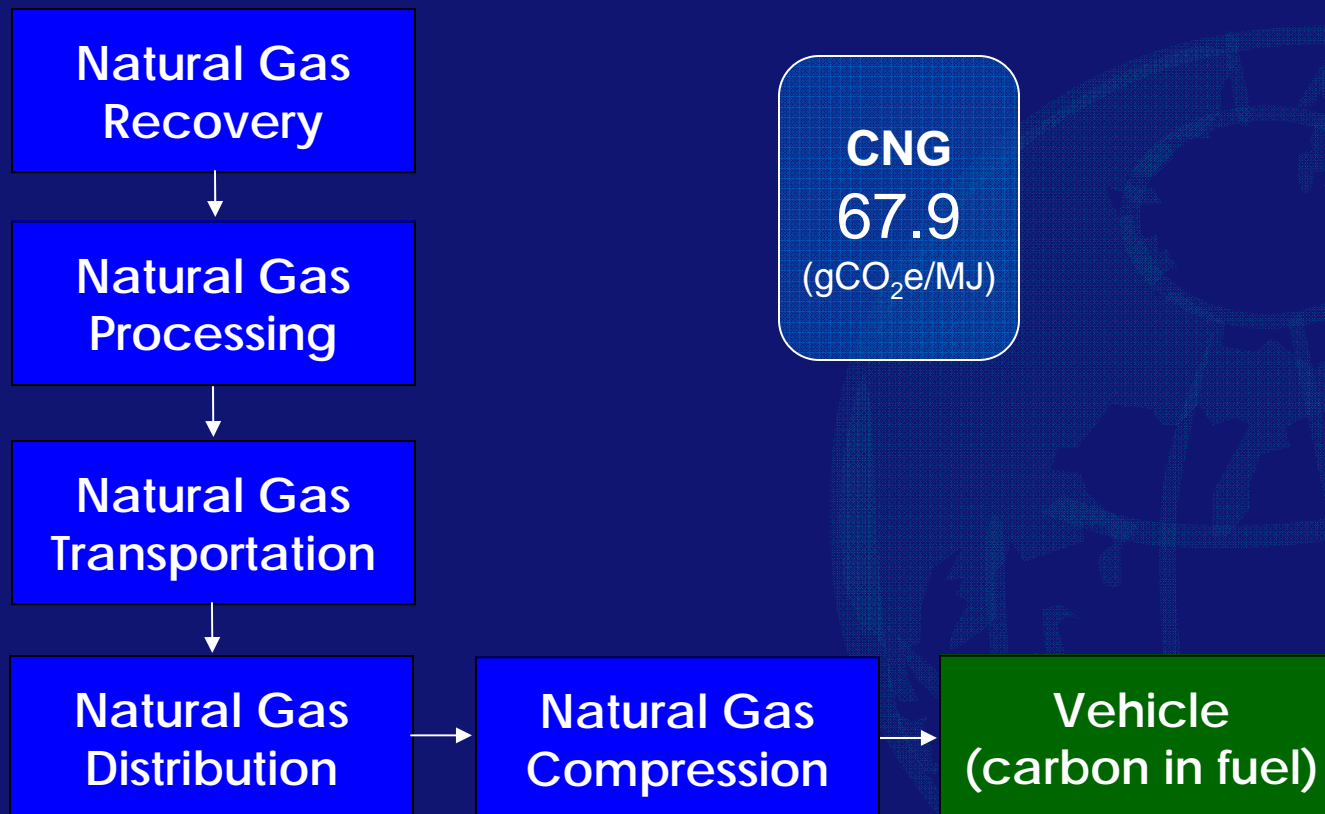 Natural Gas
Recovery
CNG
67.9
(gCO₂e/MJ)
Natural Gas
Processing
Natural Gas
Transportation
Natural Gas
Distribution
Natural Gas
Compression
Vehicle
(carbon in fuel)